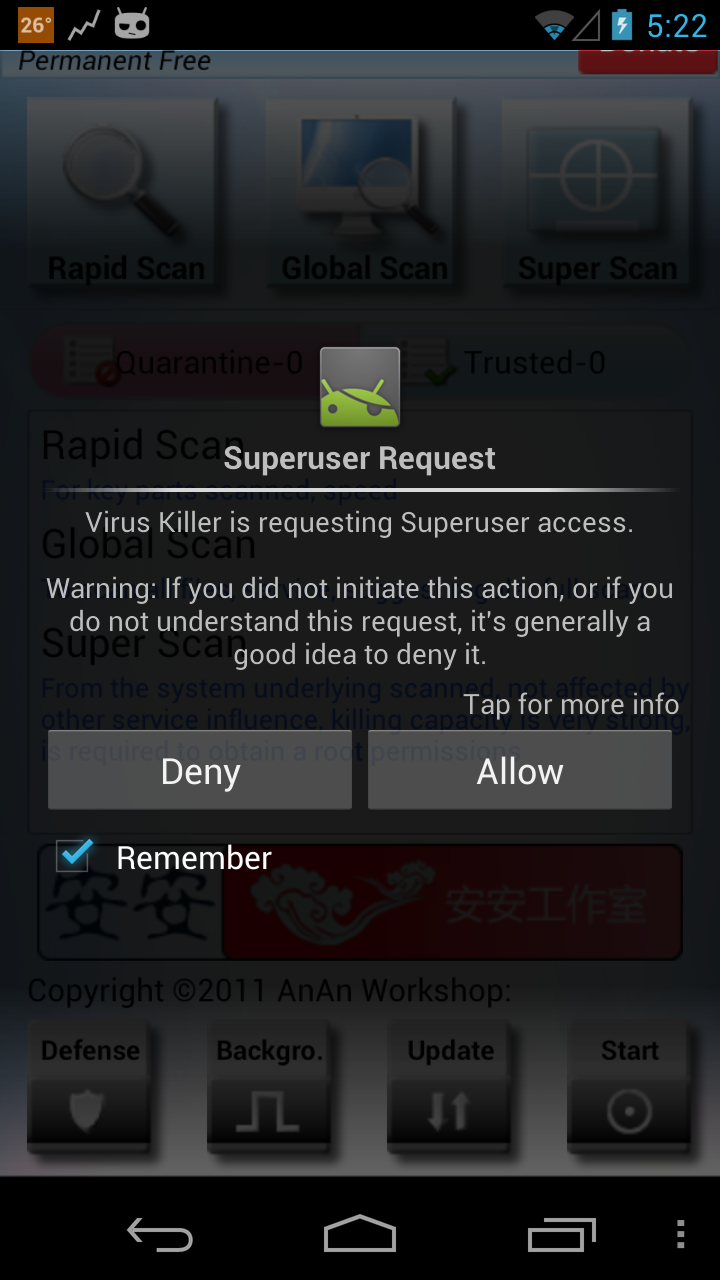 26°
5:22
Permanent Free
Donate
Rapid Scan
Global Scan
Super Scan
Quarantine-0
Trusted-0
Superuser Request
Rapid Scan
For key parts scanned, speed
Virus Killer is requesting Superuser access.
Global Scan
Warning: If you did not initiate this action, or if you
do not understand this request, it's generally a
good idea to deny it.
Super Scan
From the system underlying scanned, not affected by
other service influence, killing capacity is very strong,
is required to obtain a root permissions
Tap for more info
Deny
Allow
Remember
安安
安安工作室
Copyright ©2011 AnAn Workshop:
Defense
Backgro.
Update
Start